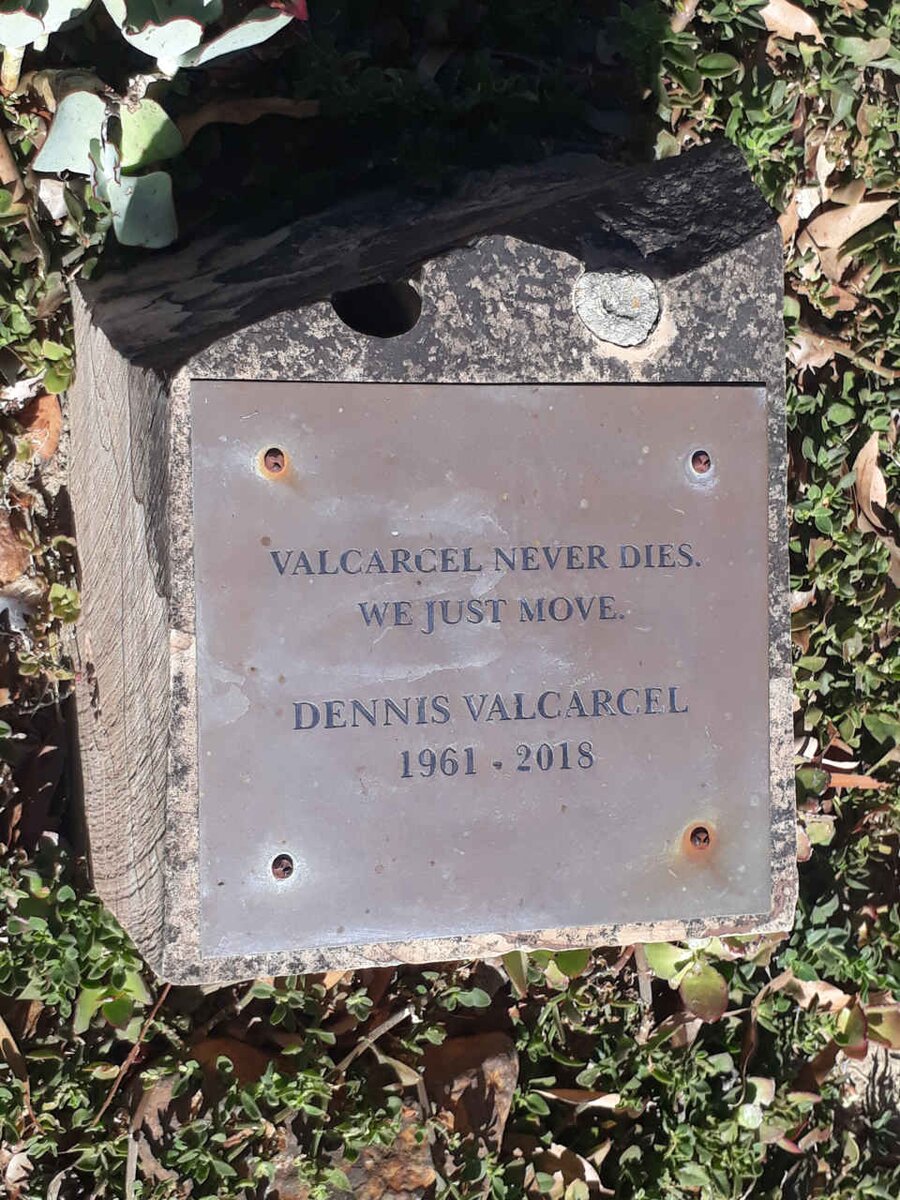 VALCARCEL NEVER DIES.
WE JUST MOVE.
DENNIS VALCARCEL
1961 - 2018